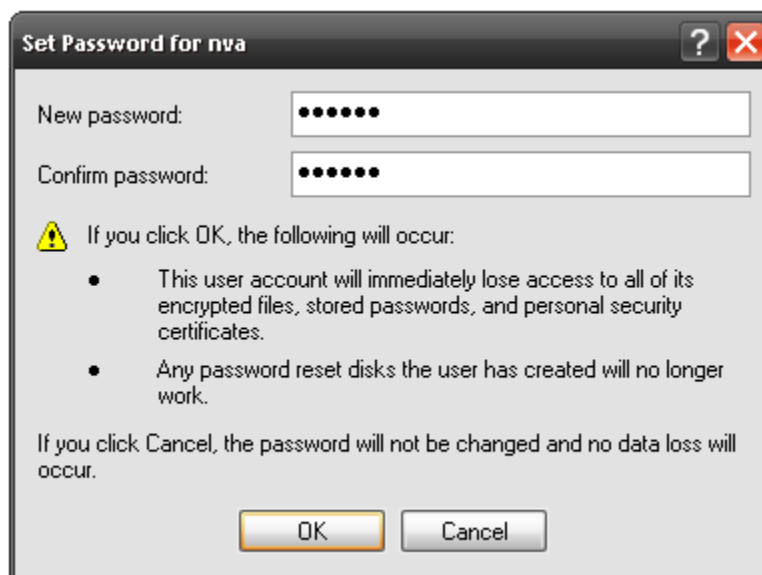 Set Password for nva
New password:
Confirm password:
If you click OK, the following will occur:
This user account will immediately lose access to all of its
encrypted files, stored passwords, and personal security
certificates.
Any password reset disks the user has created will no longer
work.
If you click Cancel, the password will not be changed and no data loss will
occur.
OK
Cancel